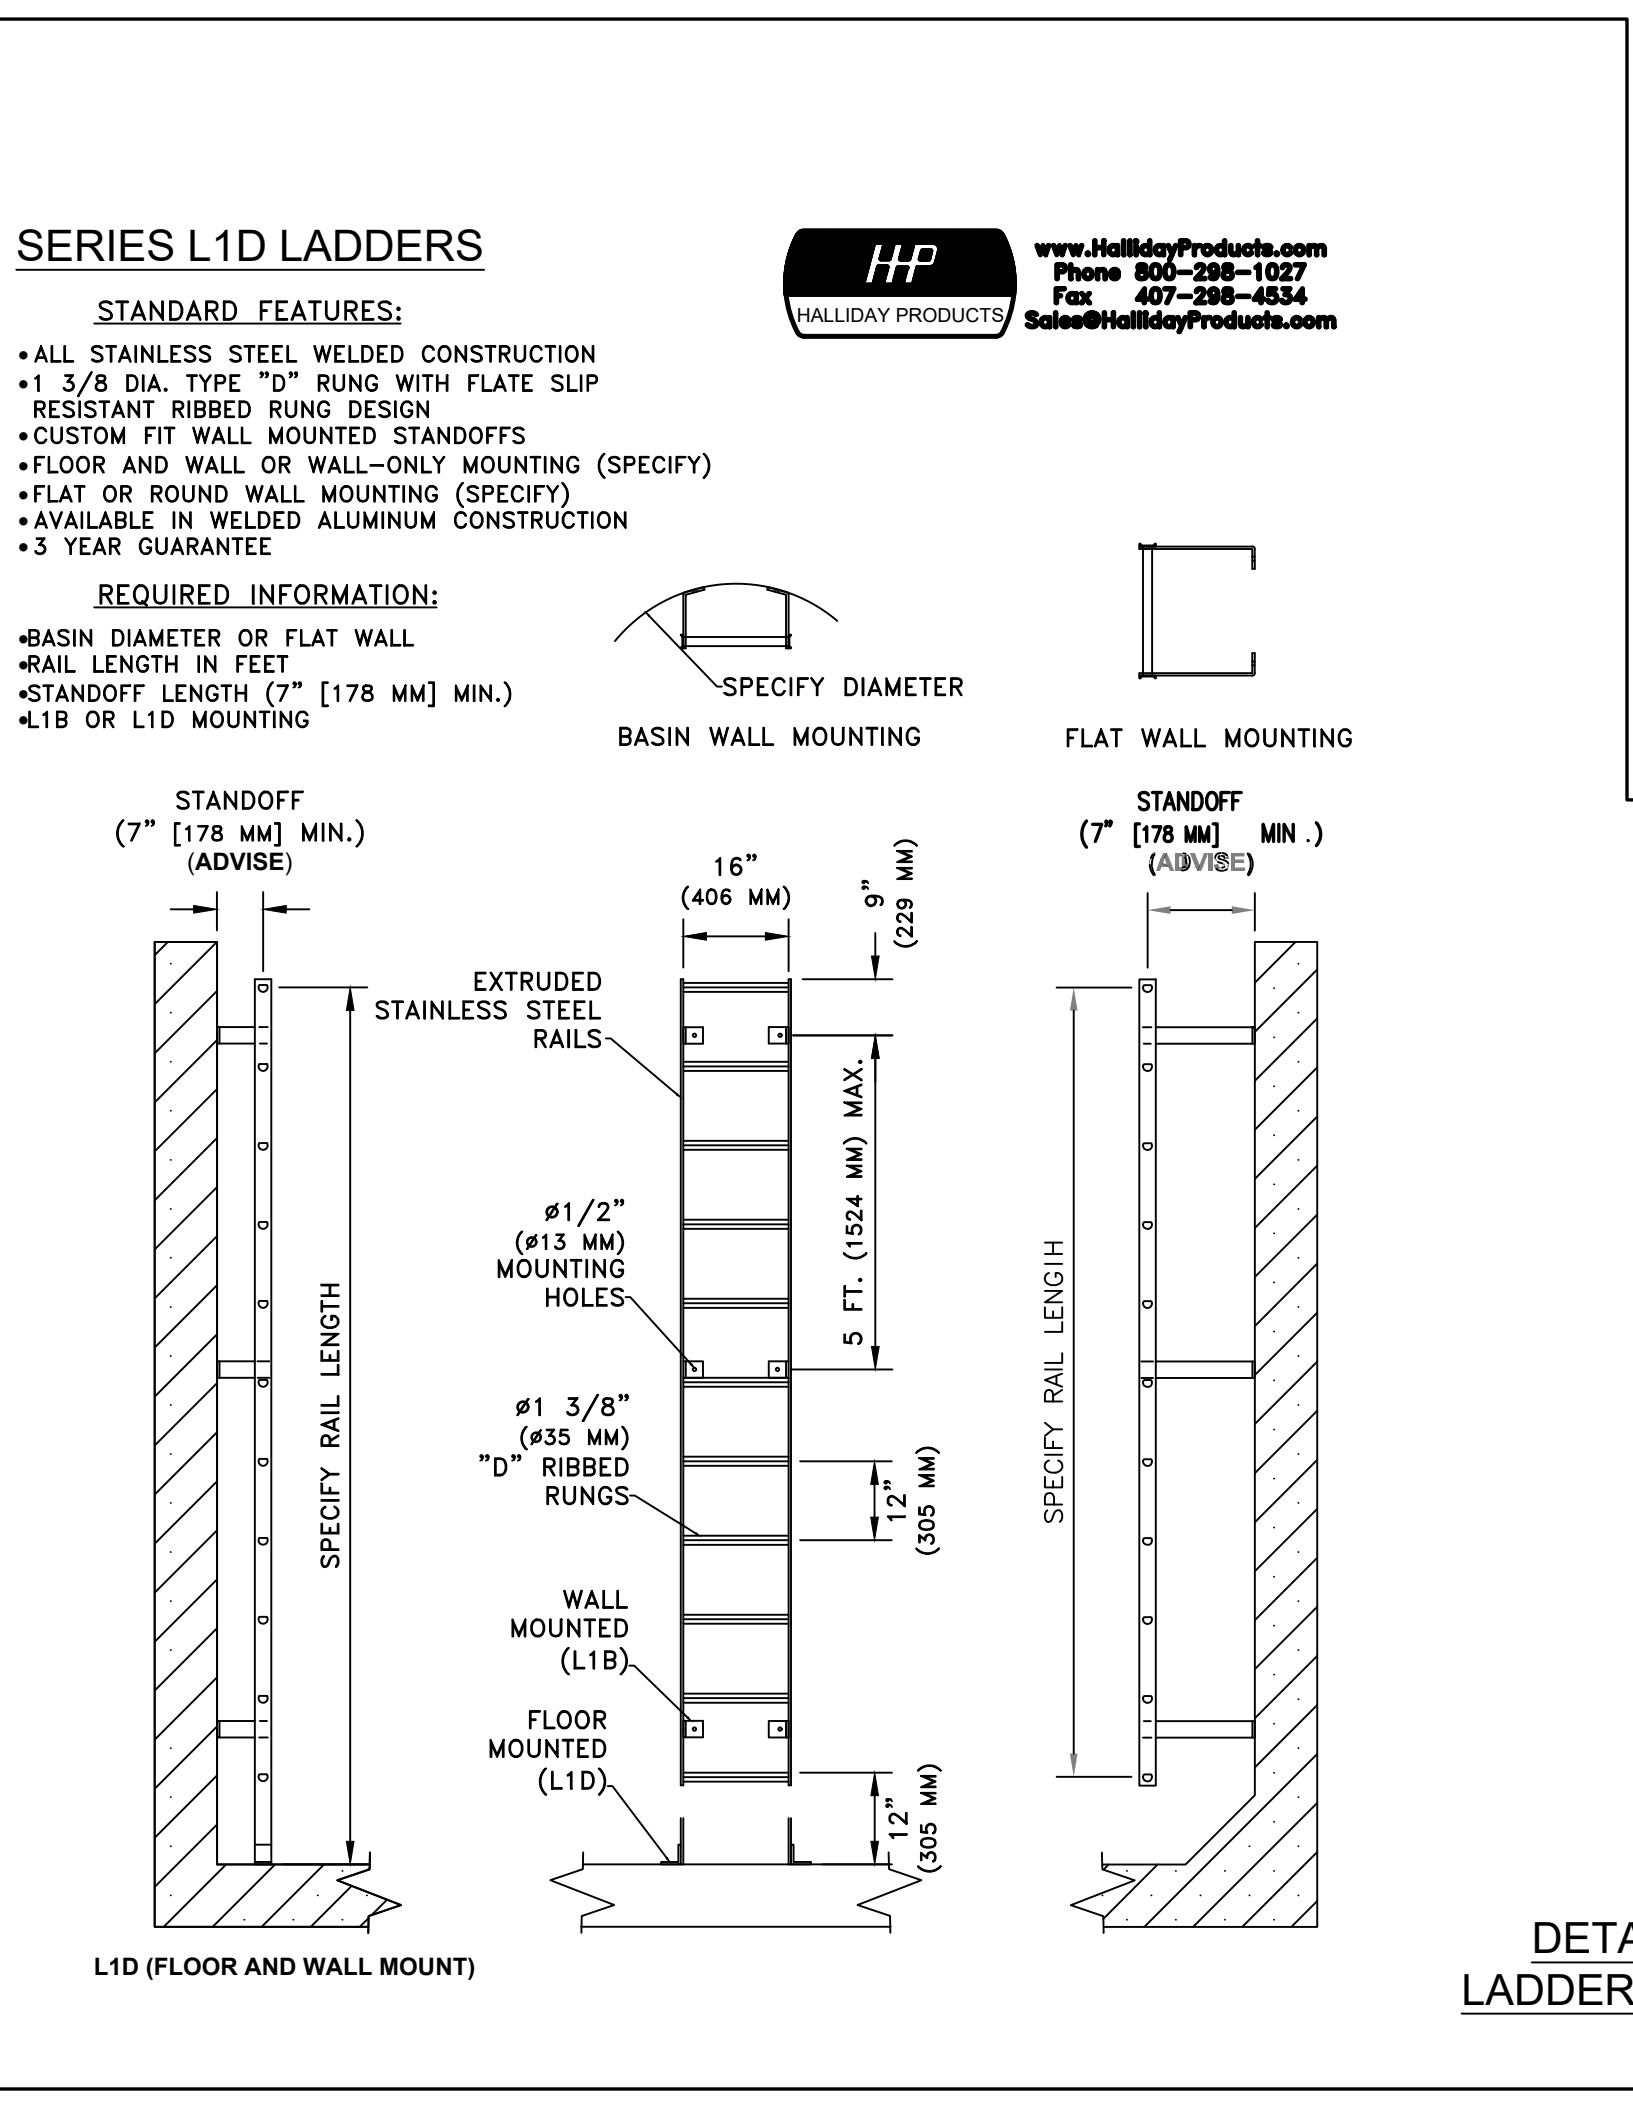 SERIES L1D LADDERS
STANDARD FEATURES:
•ALL STAINLESS STEEL WELDED CONSTRUCTION
•1 3/8 DIA. TYPE "D" RUNG WITH FLATE SLIP
RESISTANT RIBBED RUNG DESIGN
•CUSTOM FIT WALL MOUNTED STANDOFFS
•FLOOR AND WALL OR WALL-ONLY MOUNTING (SPECIFY)
•FLAT OR ROUND WALL MOUNTING (SPECIFY)
•AVAILABLE IN WELDED ALUMINUM CONSTRUCTION
•3 YEAR GUARANTEE
REQUIRED INFORMATION:
•BASIN DIAMETER OR FLAT WALL
•RAIL LENGTH IN FEET
•STANDOFF LENGTH (7" [178 MM] MIN.)
•L1B OR L1D MOUNTING
HHP
HALLIDAY PRODUCTS
www.HallidayProducts.com
Phone 800-298-1027
Fax 407-298-4534
Sales@HallidayProducts.com
SPECIFY DIAMETER
BASIN WALL MOUNTING
FLAT WALL MOUNTING
STANDOFF
(7" [178 MM] MIN.)
(ADVISE)
16"
(406 MM)
9"
(229 MM)
STANDOFF
(7" [178 MM] MIN .)
(ADVISE)
EXTRUDED
STAINLESS STEEL
RAILS
5 FT. (1524 MM) MAX.
ø1/2"
(ø13 MM)
MOUNTING
HOLES
SPECIFY RAIL LENGTH
SPECIFY RAIL LENGIH
ø1 3/8"
(ø35 MM)
"D" RIBBED
RUNGS
12"
(305 MM)
WALL
MOUNTED
(L1B)
FLOOR
MOUNTED
(L1D)
12"
(305 MM)
L1D (FLOOR AND WALL MOUNT)
DETA
LADDER